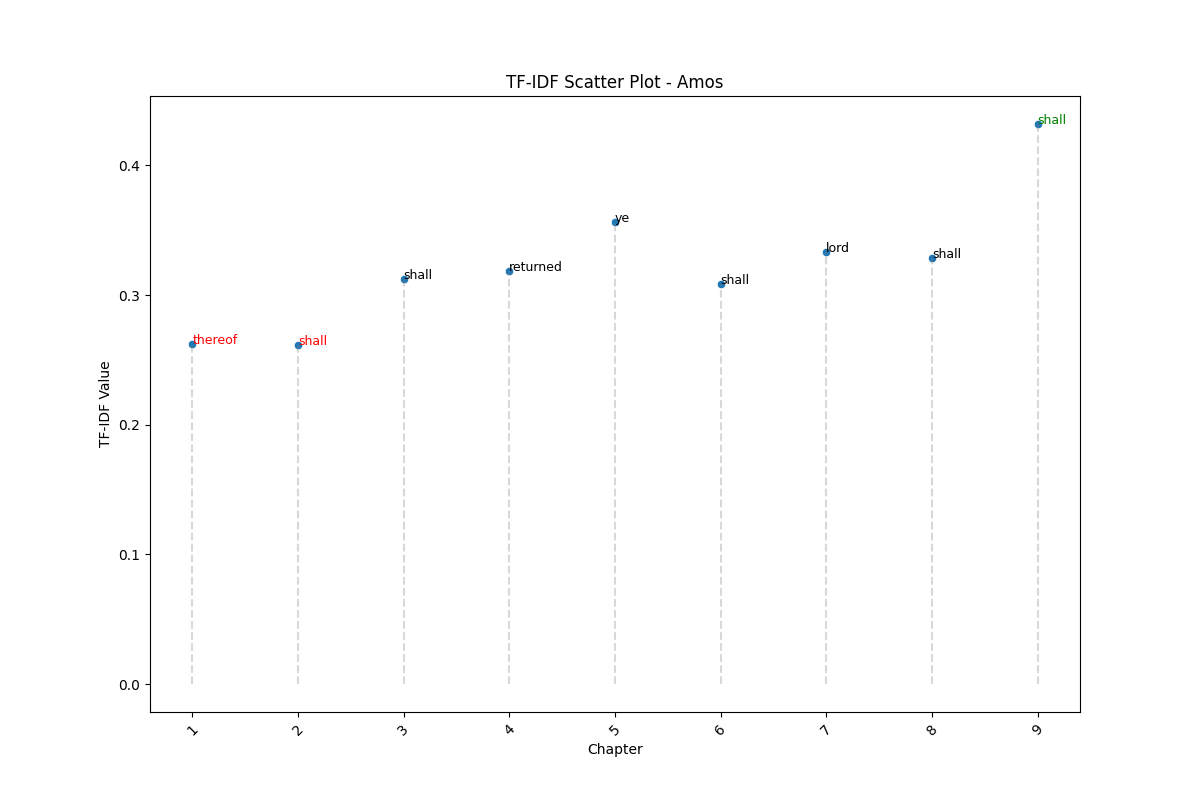 TF-IDF Scatter Plot - Amos
TF-IDF Value
0.4
0.3
0.2
0.1
0.0
thereof
shall
shall
returned
ye
shall
lord
shall
shall
1 2 3 4 5 6 7 8 9
Chapter